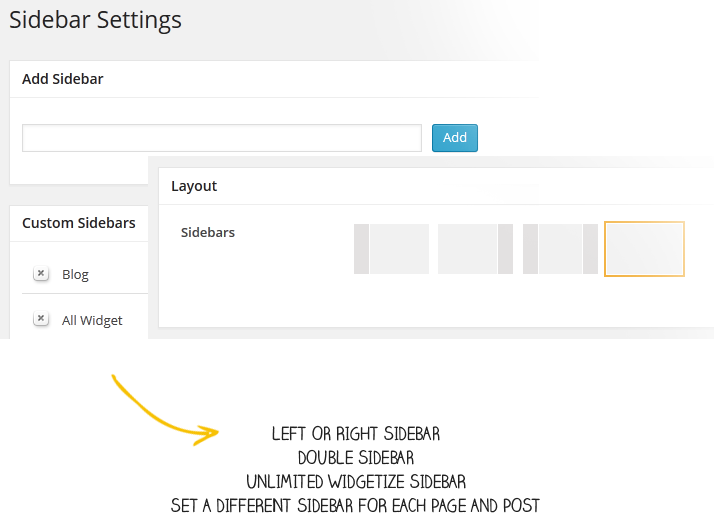 Sidebar Settings
Add Sidebar
Add
Layout
Custom Sidebars
Sidebars
Blog
All Widget
LEFT OR RIGHT SIDEBAR
DOUBLE SIDEBAR
UNLIMITED WIDGETIZE SIDEBAR
SET A DIFFERENT SIDEBAR FOR EACH PAGE AND POST